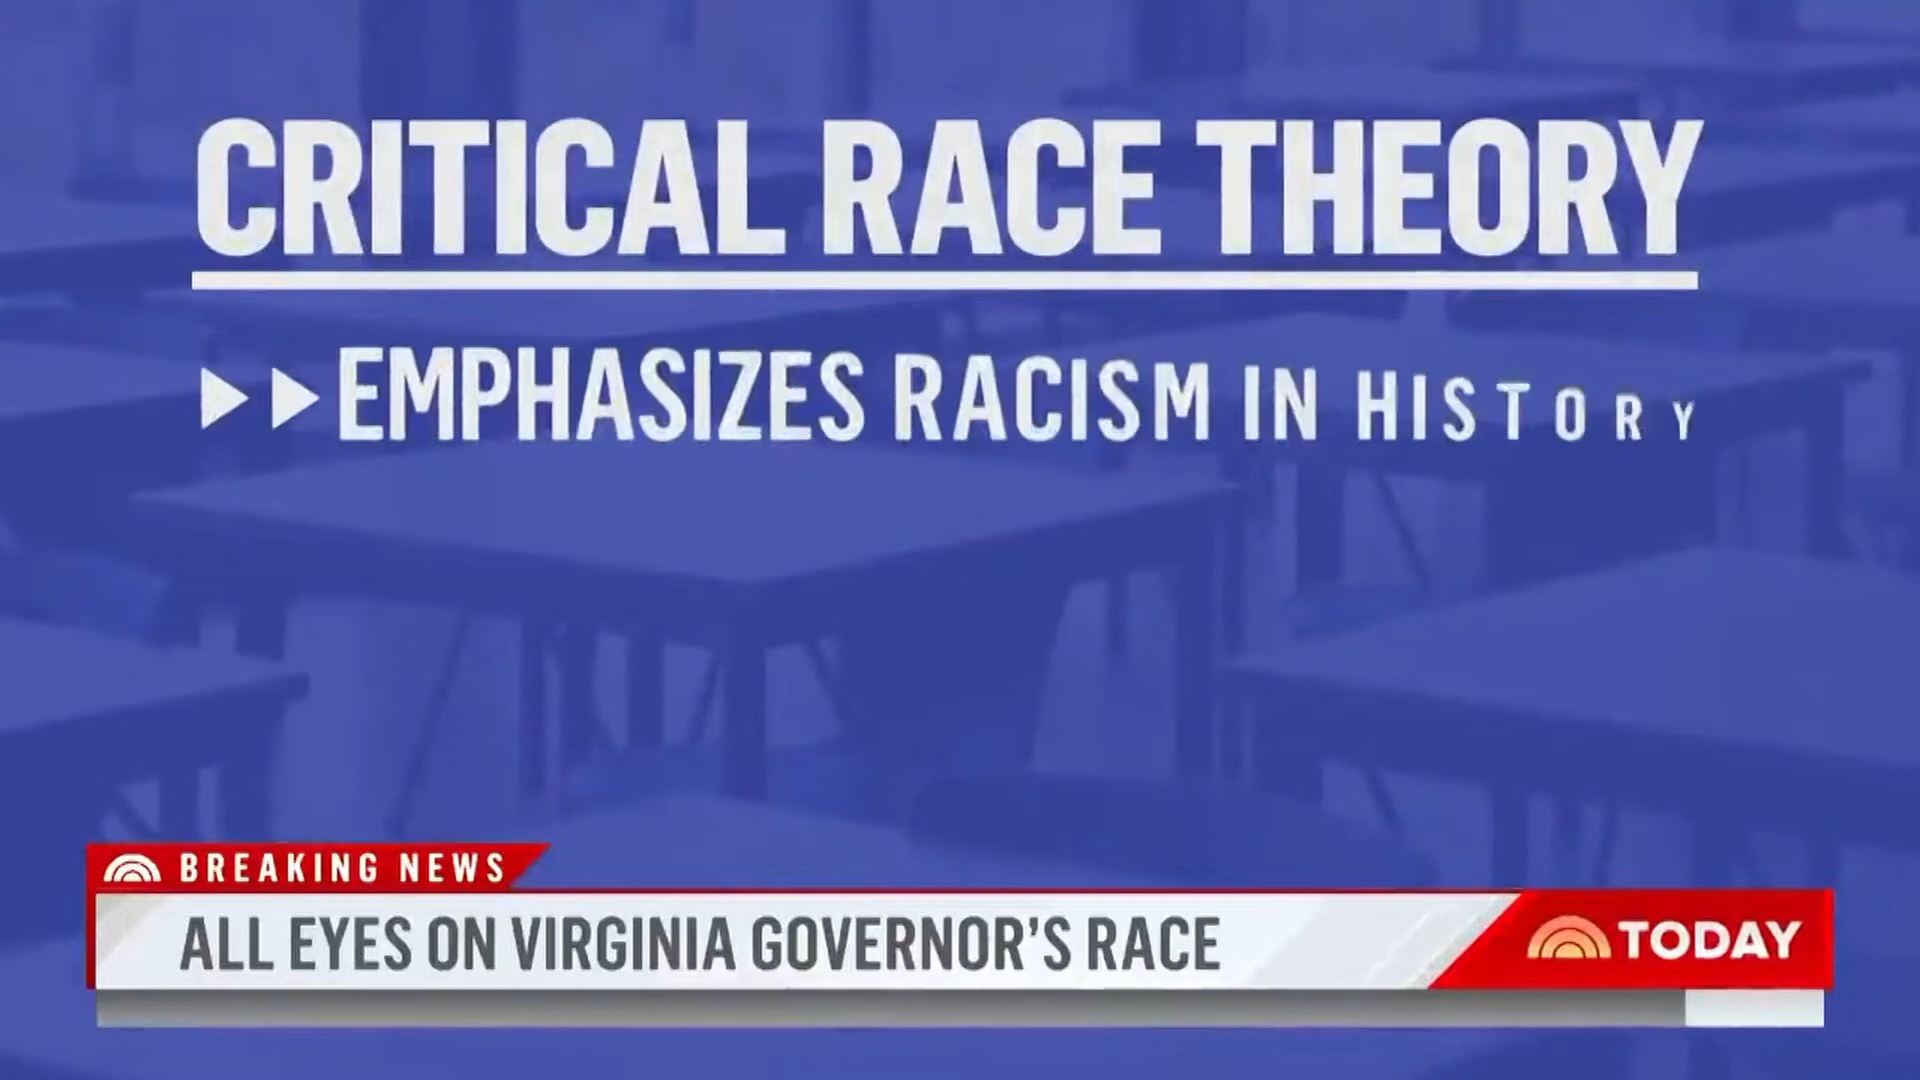 CRITICAL RACE THEORY
EMPHASIZES RACISM IN HISTORY
BREAKING NEWS
ALL EYES ON VIRGINIA GOVERNOR'S RACE
TODAY